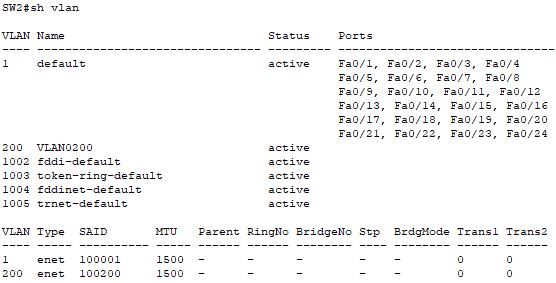 SW2#sh vlan
VLAN Name Status Ports
---- -------------------------------- --------- -------------------------------
1 default active Fa0/1, Fa0/2, Fa0/3, Fa0/4
Fa0/5, Fa0/6, Fa0/7, Fa0/8
Fa0/9, Fa0/10, Fa0/11, Fa0/12
Fa0/13, Fa0/14, Fa0/15, Fa0/16
Fa0/17, Fa0/18, Fa0/19, Fa0/20
Fa0/21, Fa0/22, Fa0/23, Fa0/24
200 VLAN0200 active
1002 fddi-default active
1003 token-ring-default active
1004 fddinet-default active
1005 trnet-default active
VLAN Type SAID MTU Parent RingNo BridgeNo Stp BrdgMode Trans1 Trans2
---- ----- ---------- ----- ------ ------ -------- ---- -------- ------ ------
1 enet 100001 1500 - - - - - 0 0
200 enet 100200 1500 - - - - - 0 0